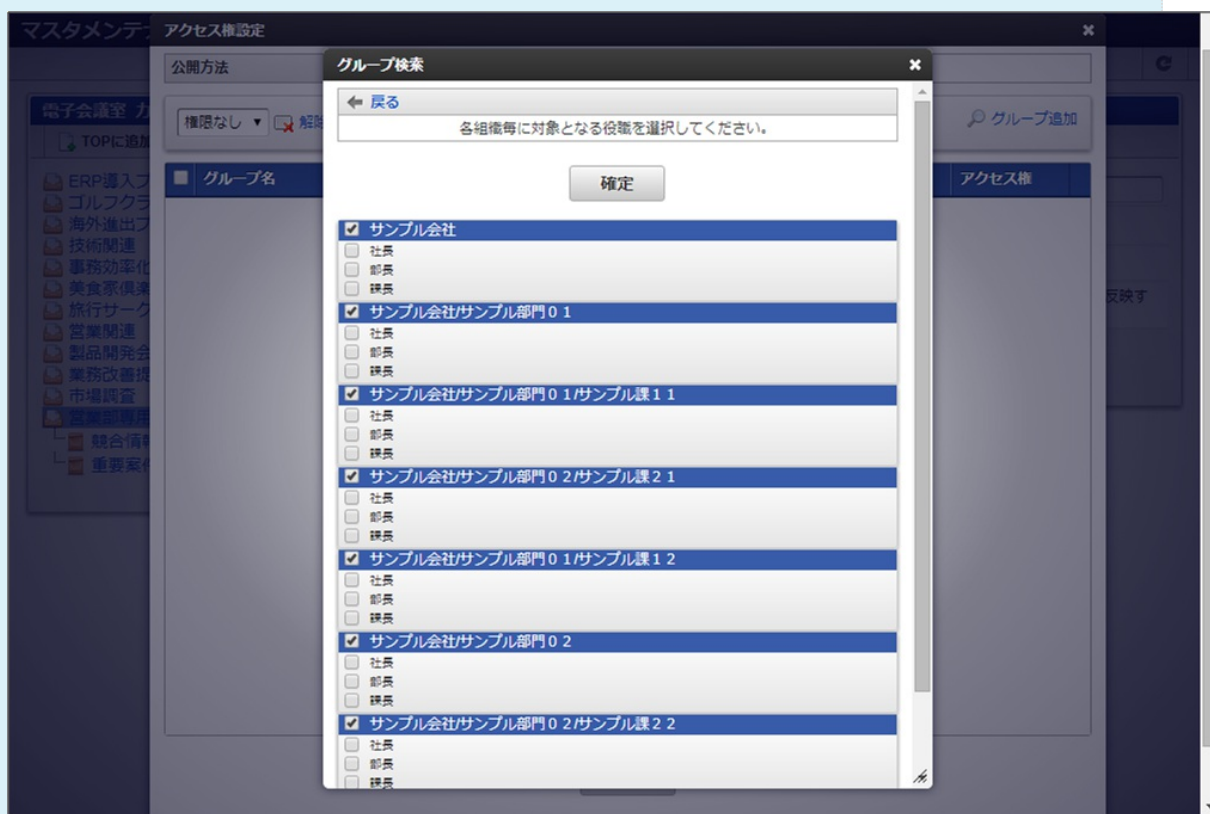 マスタメンテ
アクセス権設定
公開方法
グループ検索
電子会議室
権限なし
解除
戻る
グループ追加
TOPに追加
各組織毎に対象となる役職を選択してください。
グループ名
アクセス権
確定
ERP導入プ
ゴルフクラ
海外進出プ
技術関連
事務効率化
美食家倶楽
旅行サーク
営業関連
製品開発会
業務改善提
市場調査
営業部専用
競合情報
重要案件
反映す
サンプル会社
社長
部長
課長
サンプル会社/サンプル部門０１
社長
部長
課長
サンプル会社/サンプル部門０１/サンプル課１１
社長
部長
課長
サンプル会社/サンプル部門０２/サンプル課２１
社長
部長
課長
サンプル会社/サンプル部門０１/サンプル課１２
社長
部長
課長
サンプル会社/サンプル部門０２
社長
部長
課長
サンプル会社/サンプル部門０２/サンプル課２２
社長
部長
課長